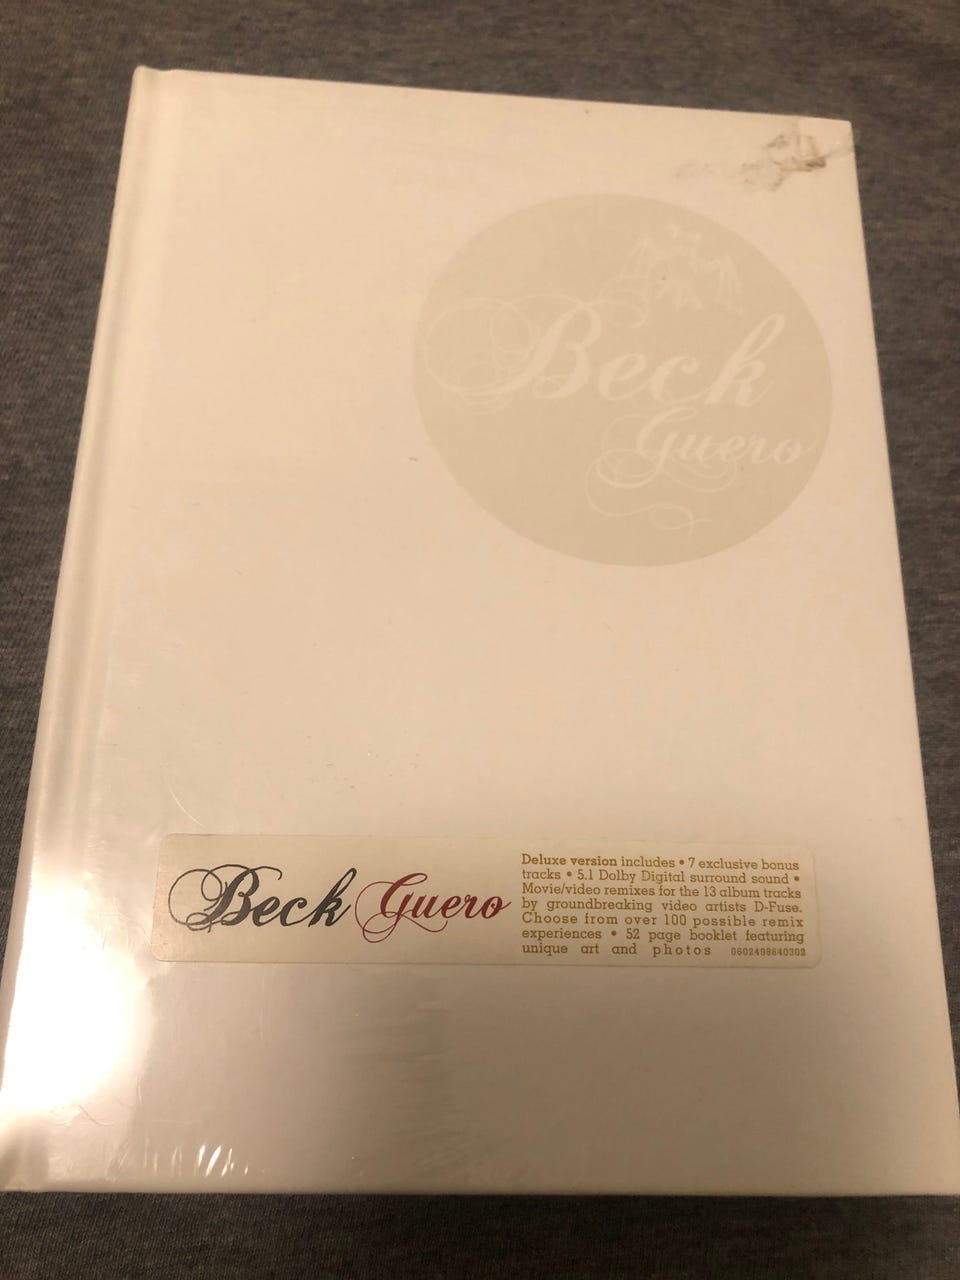 Beck
Guero
Beck Guero
Deluxe version includes • 7 exclusive bonus
tracks • 5.1 Dolby Digital surround sound •
Movie/video remixes for the 13 album tracks
by groundbreaking video artists D-Fuse.
Choose from over 100 possible remix
experiences • 52 page booklet featuring
unique art and photos 0602498640302